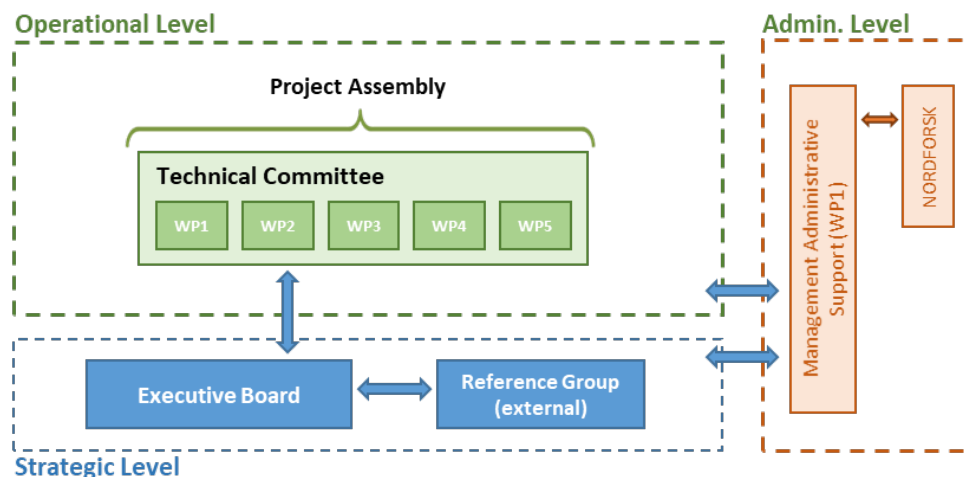 Operational Level
Admin. Level
Project Assembly
Technical Committee
WP1
WP2
WP3
WP4
WP5
Management Administrative
Support (WP1)
NORDFORSK
Executive Board
Reference Group
(external)
Strategic Level